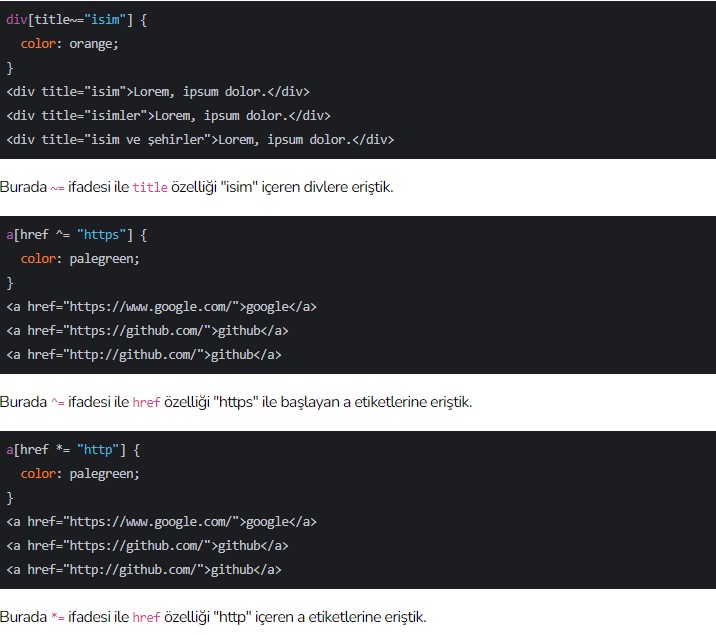 div[title~="isim"] {
  color: orange;
}
<div title="isim">Lorem, ipsum dolor.</div>
<div title="isimler">Lorem, ipsum dolor.</div>
<div title="isim ve şehirler">Lorem, ipsum dolor.</div>
Burada ~= ifadesi ile title özelliği "isim" içeren divlere eriştik.
a[href ^= "https"] {
  color: palegreen;
}
<a href="https://www.google.com/">google</a>
<a href="https://github.com/">github</a>
<a href="http://github.com/">github</a>
Burada ^= ifadesi ile href özelliği "https" ile başlayan a etiketlerine eriştik.
a[href *= "http"] {
  color: palegreen;
}
<a href="https://www.google.com/">google</a>
<a href="https://github.com/">github</a>
<a href="http://github.com/">github</a>
Burada *= ifadesi ile href özelliği "http" içeren a etiketlerine eriştik.